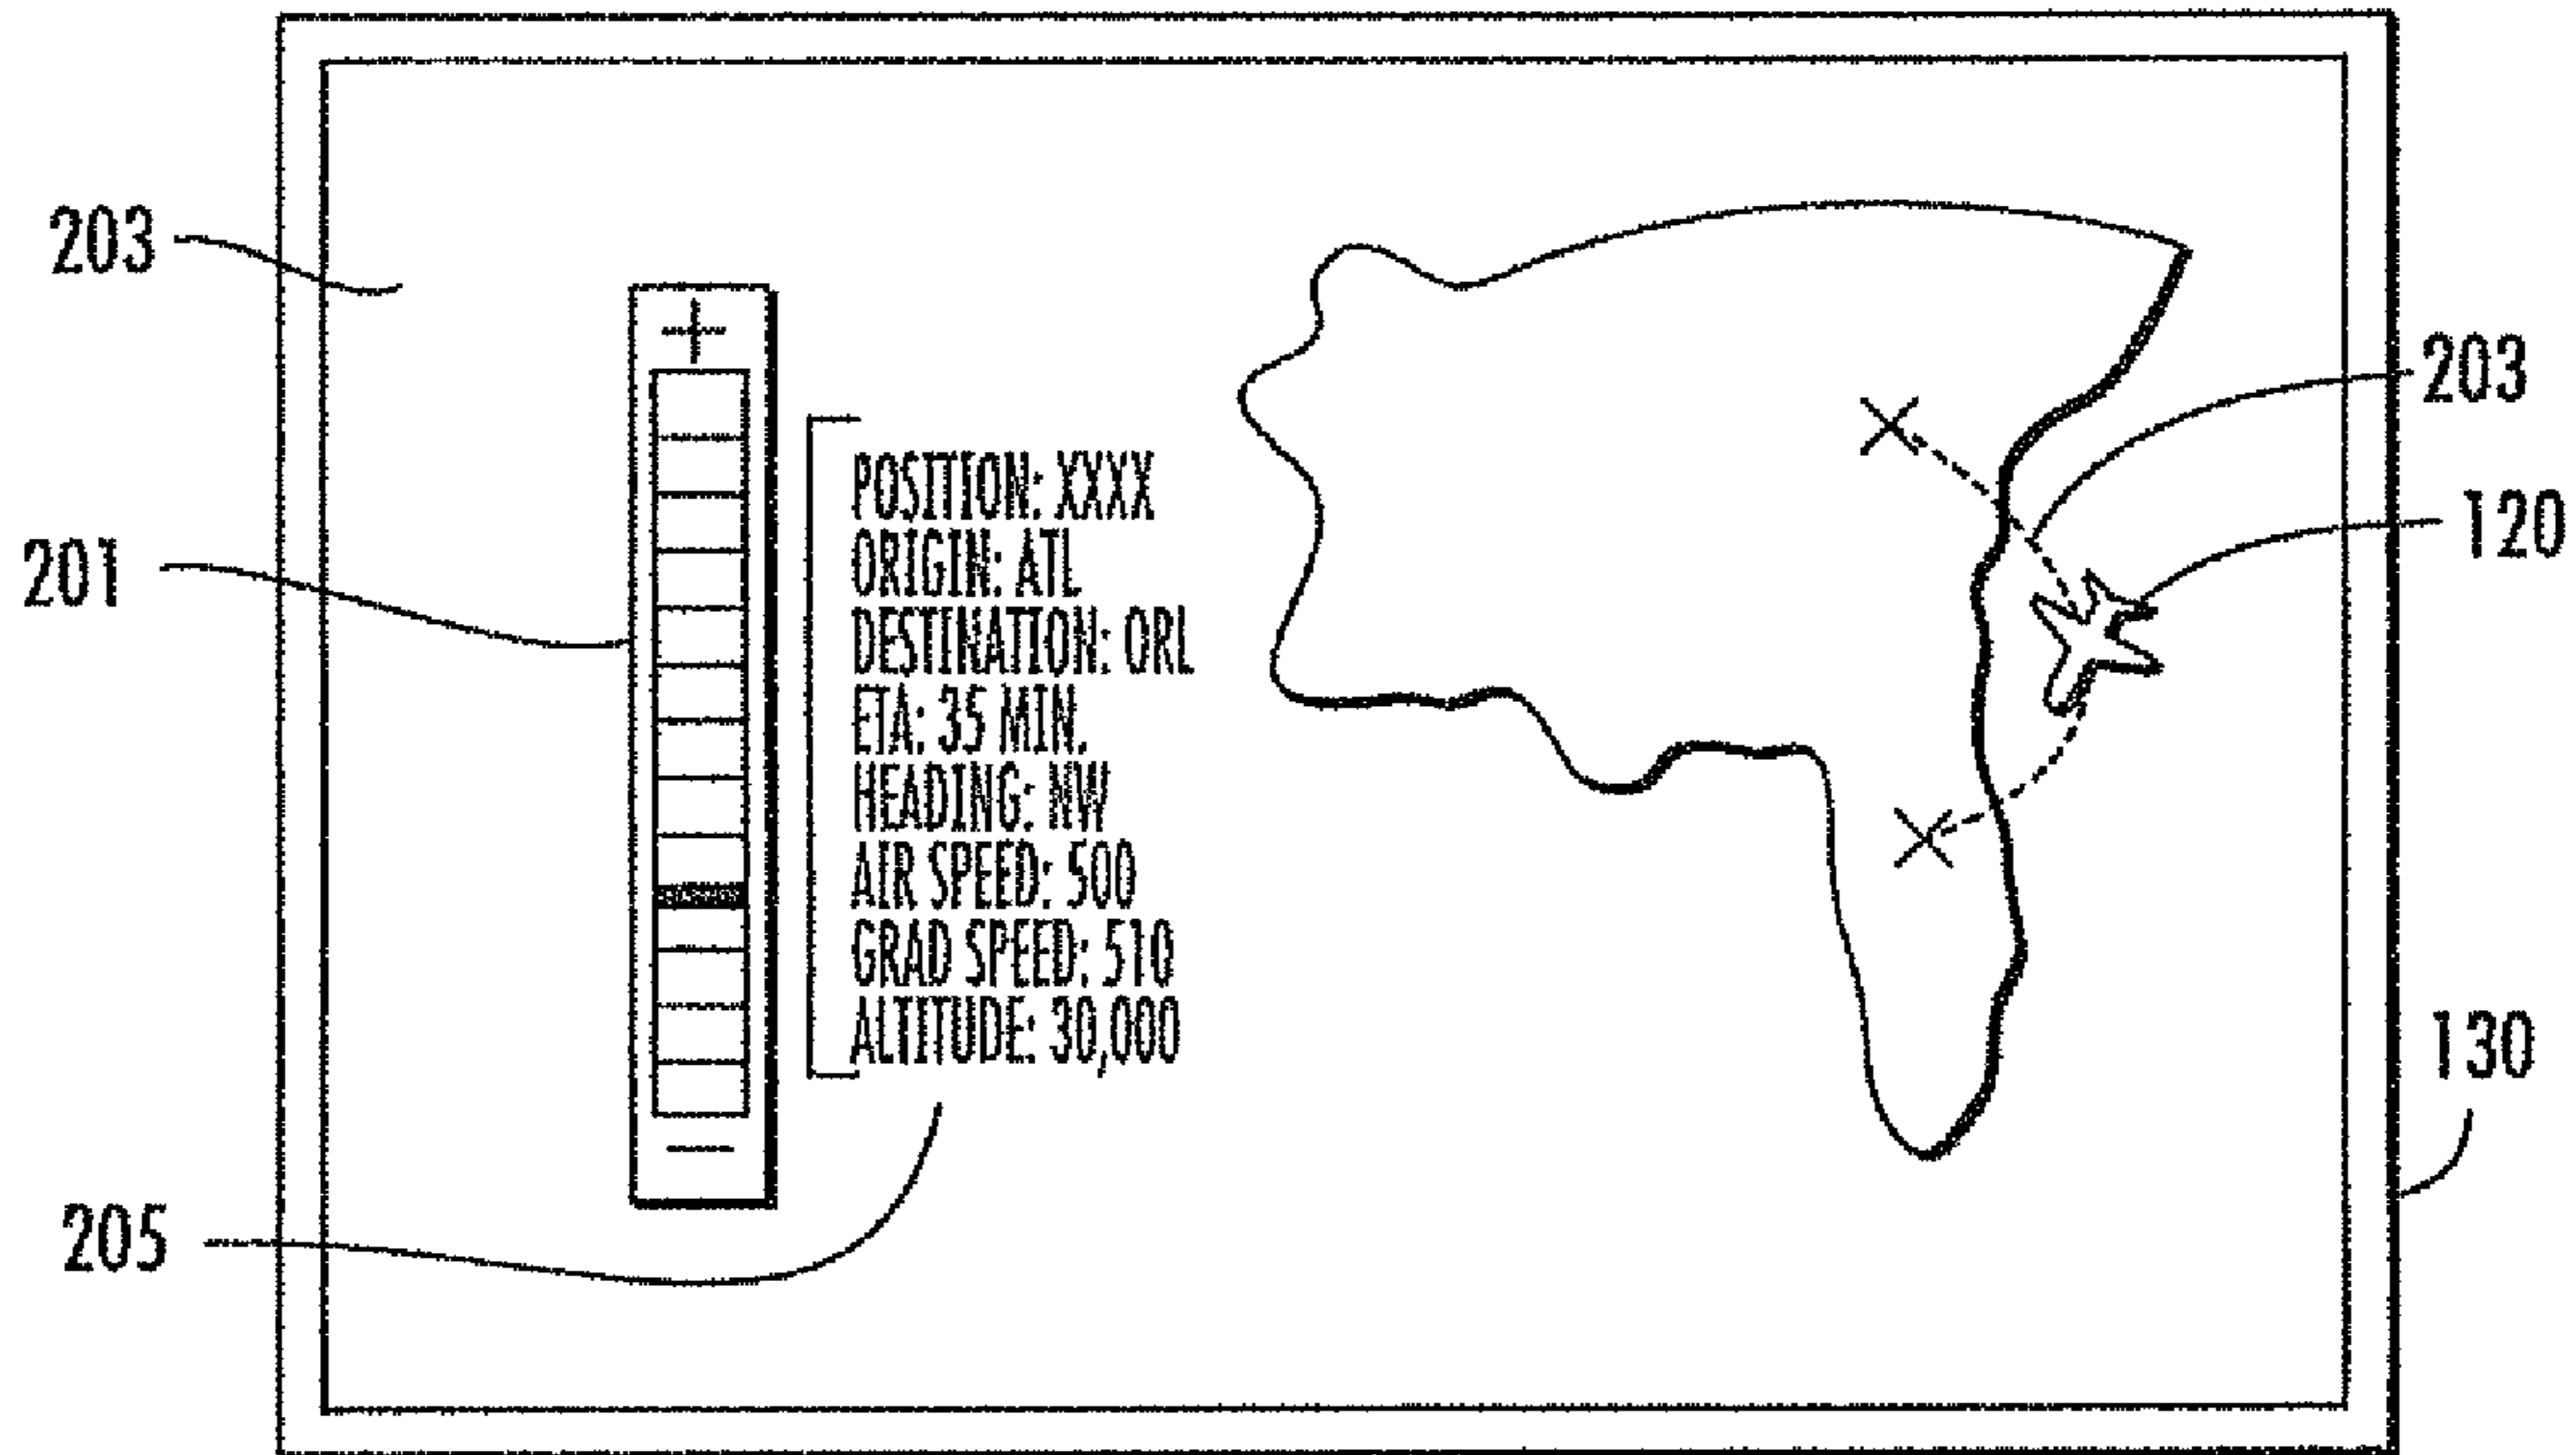 203
+
201
POSITION: XXXX
ORIGIN: ATL
DESTINATION: ORL
ETA: 35 MIN.
HEADING: NW
AIR SPEED: 500
GRAD SPEED: 510
ALTITUDE: 30,000
−
205
203
120
130